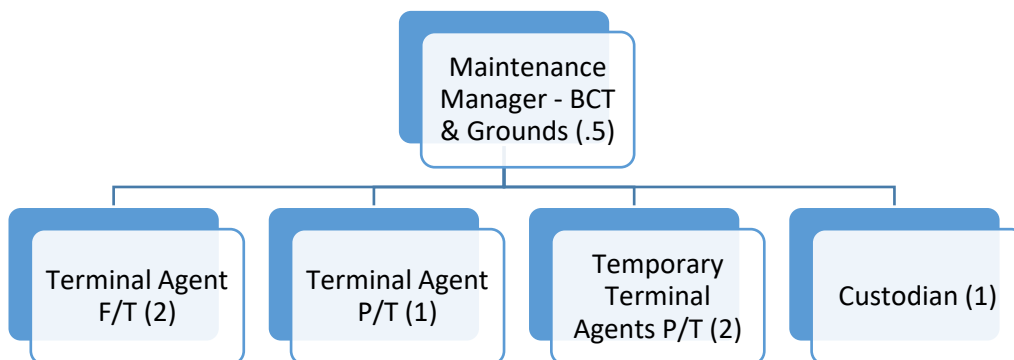 Maintenance
Manager - BCT
& Grounds (.5)
Terminal Agent
F/T (2)
Terminal Agent
P/T (1)
Temporary
Terminal
Agents P/T (2)
Custodian (1)